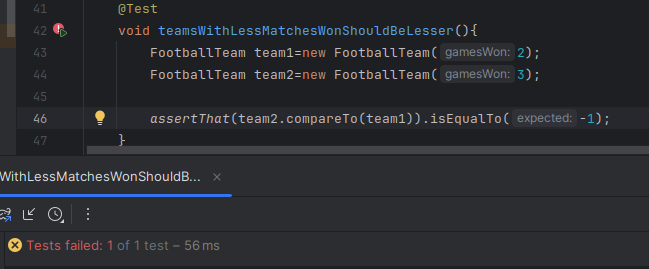 41 @Test
42 void teamsWithLessMatchesWonShouldBeLesser(){
43 FootballTeam team1=new FootballTeam( gamesWon: 2);
44 FootballTeam team2=new FootballTeam( gamesWon: 3);
45
46 assertThat(team2.compareTo(team1)).isEqualTo( expected: -1);
47 }
WithLessMatchesWonShouldB...
Tests failed: 1 of 1 test – 56 ms